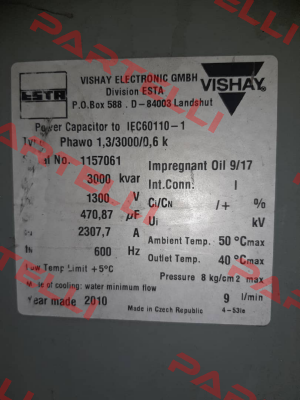 VISHAY ELECTRONIC GMBH
Division ESTA
P.O.Box 588 . D-84003 Landshut
ESTA
VISHAY
Power Capacitor to IEC60110-1
Phawo 1,3/3000/0,6 k
No. 1157061
Impregnant Oil 9/17
3000 kvar
Int.Conn: I
1300 V
Ci/CN /+ %
470,87 µF
Ui kV
2307,7 A
Ambient Temp. 50 °Cmax
600 Hz
Outlet Temp. 40 °Cmax
Temp Limit +5°C
Pressure 8 kg/cm2 max
of cooling: water minimum flow 9 l/min
Year made 2010
Made in Czech Republic 4-531e
PARTELLI